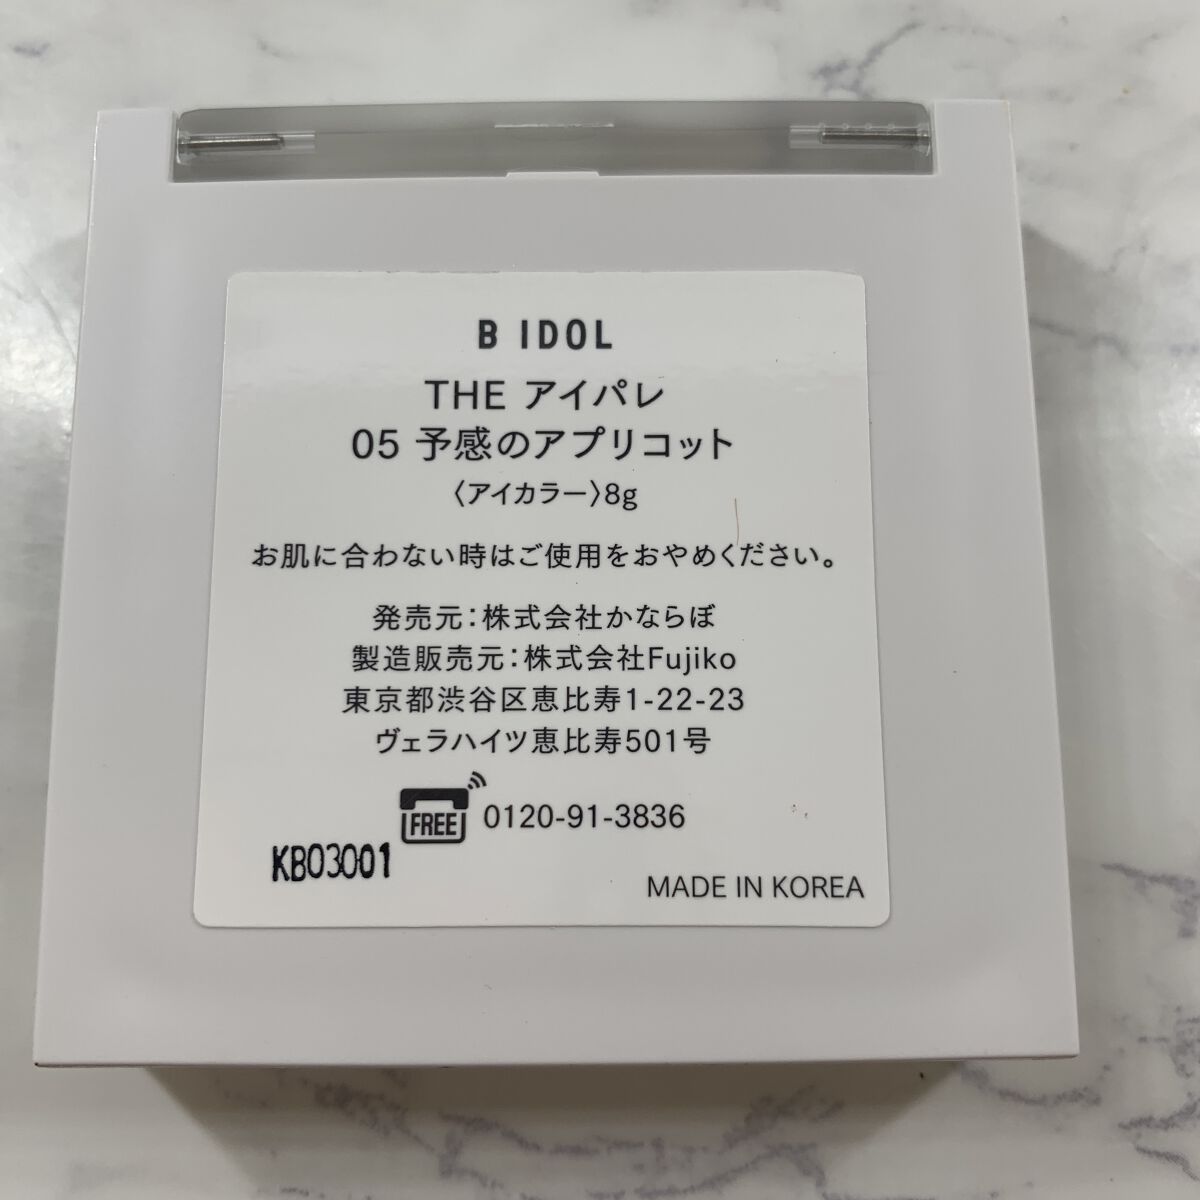 B IDOL
THE アイパレ
05 予感のアプリコット
〈アイカラー〉8g
お肌に合わない時はご使用をおやめください。
発売元：株式会社かならぼ
製造販売元：株式会社Fujiko
東京都渋谷区恵比寿1-22-23
ヴェラハイツ恵比寿501号
FREE 0120-91-3836
KB03001
MADE IN KOREA